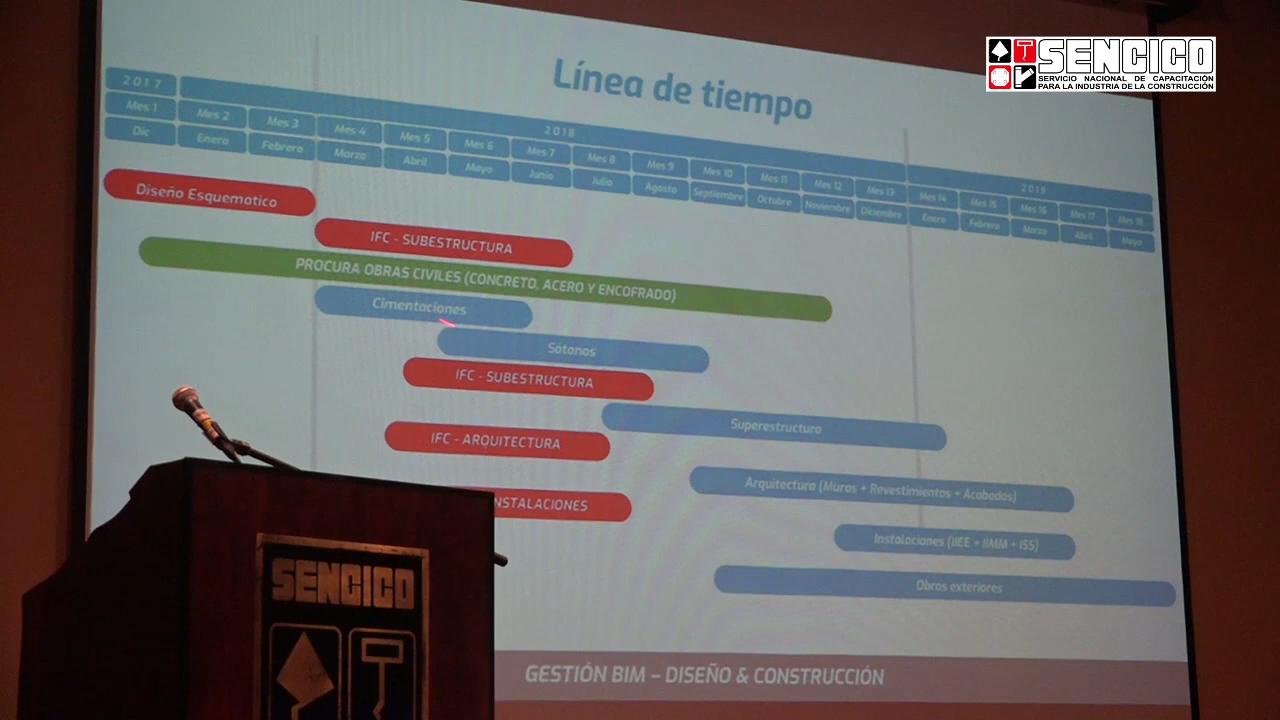 SENCICO
SERVICIO NACIONAL DE CAPACITACIÓN
PARA LA INDUSTRIA DE LA CONSTRUCCIÓN
Línea de tiempo
2017
2018
2019
Mes 1 Mes 2 Mes 3 Mes 4 Mes 5 Mes 6 Mes 7 Mes 8 Mes 9 Mes 10 Mes 11 Mes 12 Mes 13 Mes 14 Mes 15 Mes 16 Mes 17 Mes 18
Dic Enero Febrero Marzo Abril Mayo Junio Julio Agosto Septiembre Octubre Noviembre Diciembre Enero Febrero Marzo Abril Mayo
Diseño Esquematico
IFC - SUBESTRUCTURA
PROCURA OBRAS CIVILES (CONCRETO, ACERO Y ENCOFRADO)
Cimentaciones
Sótanos
IFC - SUBESTRUCTURA
Superestructura
IFC - ARQUITECTURA
Arquitectura (Muros + Revestimientos + Acabados)
INSTALACIONES
Instalaciones (IIEE + IIMM + ISS)
Obras exteriores
GESTIÓN BIM – DISEÑO & CONSTRUCCIÓN
SENCICO